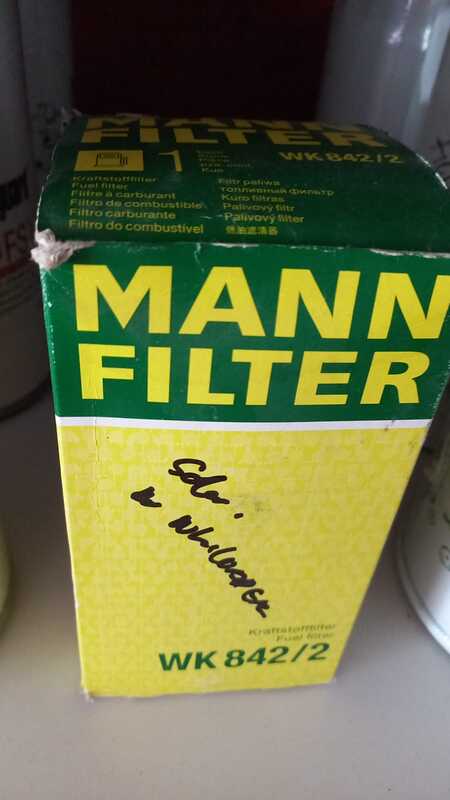 MANN
FILTER
1
WK 842/2
Kraftstofffilter
Fuel filter
Filtre à carburant
Filtro de combustible
Filtro carburante
Filtro do combustível
Filtr paliwa
топливный фильтр
Kuro filtras
Palivový filtr
Palivový filter
燃油滤清器
MANN
FILTER
Kraftstofffilter
Fuel filter
WK 842/2